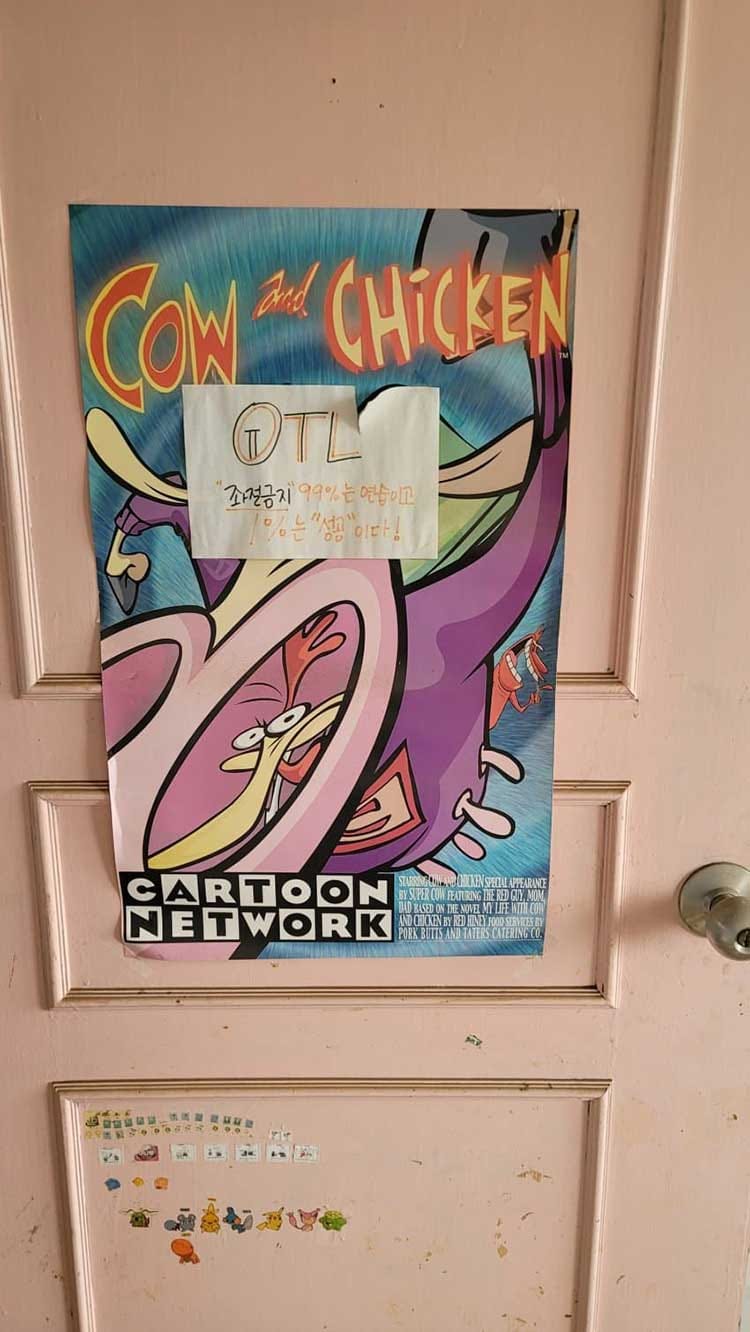 COW and CHiCKEN
TM
OTL
"좌절금지" 99%는 연습이고
1%는 "성공"이다!
CARTOON
NETWORK
STARRING COW AND CHICKEN SPECIAL APPEARANCE
BY SUPER COW FEATURING THE RED GUY, MOM,
DAD BASED ON THE NOVEL MY LIFE WITH COW
AND CHICKEN BY RED HINEY FOOD SERVICES BY
PORK BUTTS AND TATERS CATERING CO.